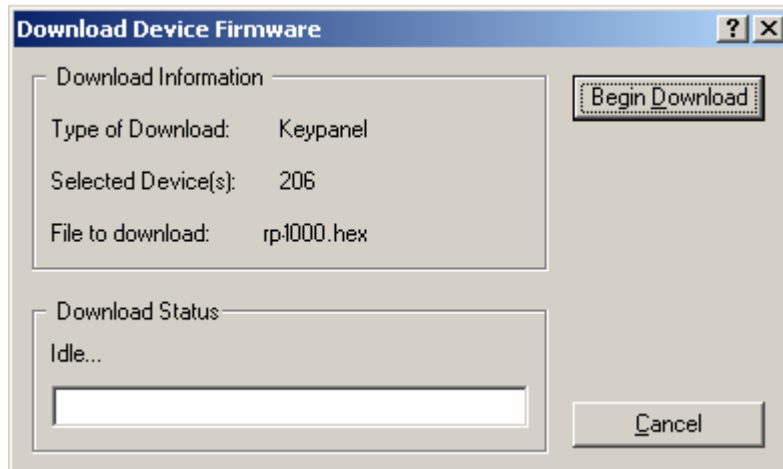 Download Device Firmware
Download Information
Type of Download: Keypanel
Selected Device(s): 206
File to download: rp1000.hex
Begin Download
Download Status
Idle...
Cancel